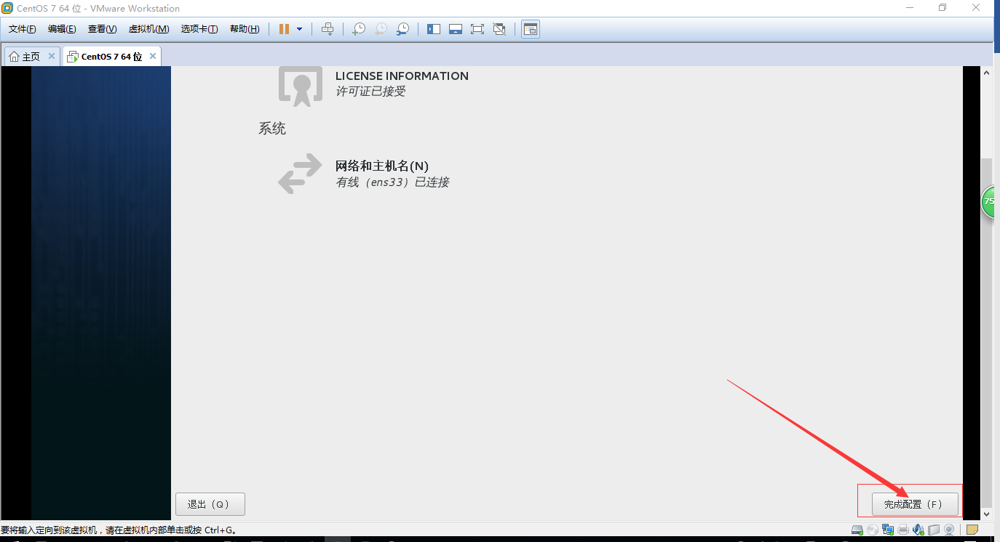 CentOS 7 64 位 - VMware Workstation
文件(F) 编辑(E) 查看(V) 虚拟机(M) 选项卡(T) 帮助(H)
主页 CentOS 7 64 位
LICENSE INFORMATION
许可证已接受
系统
网络和主机名(N)
有线（ens33）已连接
75
退出（Q） 完成配置（F）
要将输入定向到该虚拟机，请在虚拟机内部单击或按 Ctrl+G。